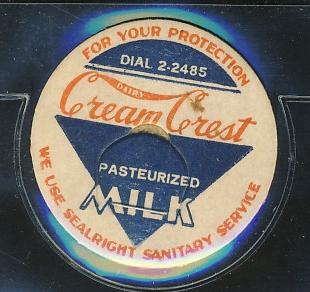 FOR YOUR PROTECTION
DIAL 2-2485
DAIRY
Cream Crest
PASTEURIZED
MILK
WE USE SEALRIGHT SANITARY SERVICE